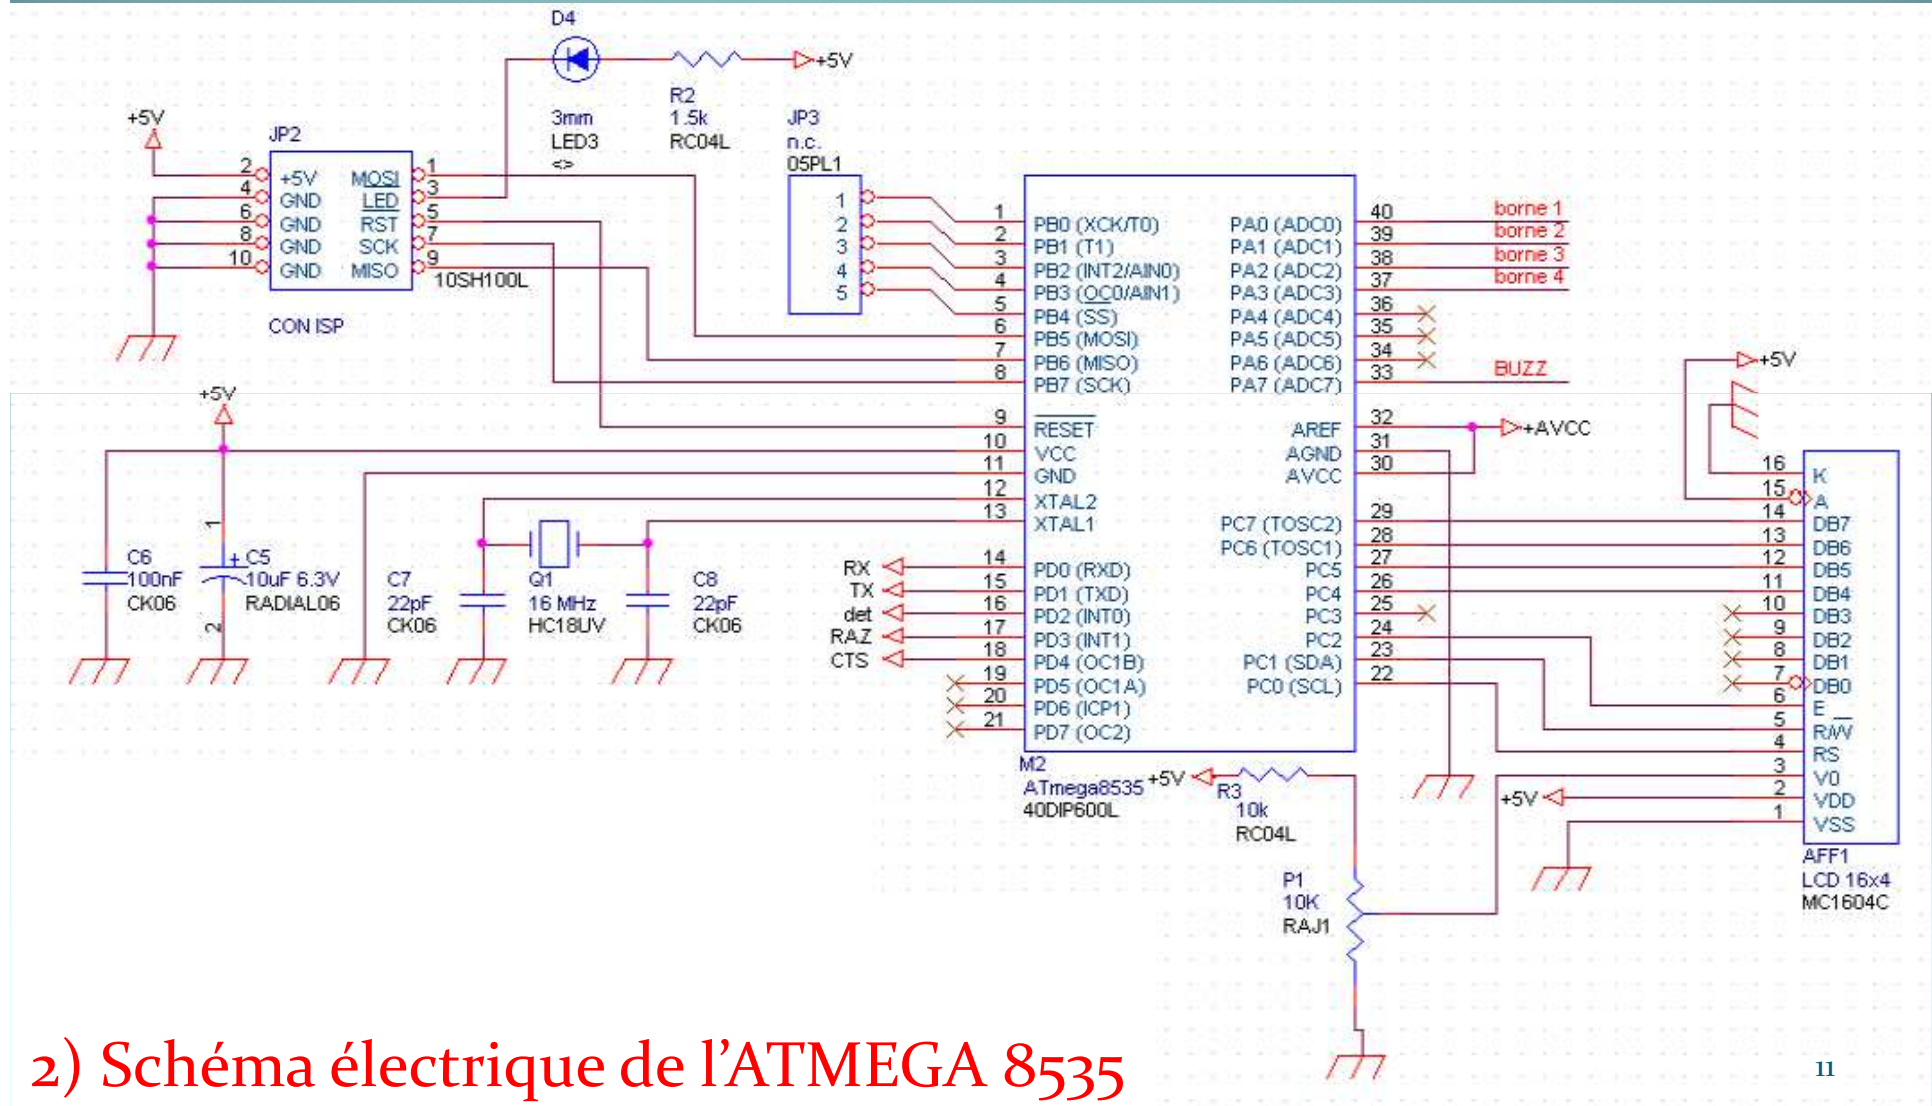 D4
+5V
3mm
LED3
<>
R2
1.5k
RC04L
+5V
JP2
2
4
6
8
10
+5V
GND
GND
GND
GND
MOSI
LED
RST
SCK
MISO
1
3
5
7
9
10SH100L
CON ISP
JP3
n.c.
05PL1
1
2
3
4
5
1
2
3
4
5
6
7
8
9
10
11
12
13
14
15
16
17
18
19
20
21
PB0 (XCK/T0)
PB1 (T1)
PB2 (INT2/AIN0)
PB3 (OC0/AIN1)
PB4 (SS)
PB5 (MOSI)
PB6 (MISO)
PB7 (SCK)
RESET
VCC
GND
XTAL2
XTAL1
PD0 (RXD)
PD1 (TXD)
PD2 (INT0)
PD3 (INT1)
PD4 (OC1B)
PD5 (OC1A)
PD6 (ICP1)
PD7 (OC2)
PA0 (ADC0)
PA1 (ADC1)
PA2 (ADC2)
PA3 (ADC3)
PA4 (ADC4)
PA5 (ADC5)
PA6 (ADC6)
PA7 (ADC7)
AREF
AGND
AVCC
PC7 (TOSC2)
PC6 (TOSC1)
PC5
PC4
PC3
PC2
PC1 (SDA)
PC0 (SCL)
40
39
38
37
36
35
34
33
32
31
30
29
28
27
26
25
24
23
22
borne 1
borne 2
borne 3
borne 4
BUZZ
+AVCC
+5V
+5V
C6
100nF
CK06
1
2
C5
+
10uF 6.3V
RADIAL06
C7
22pF
CK06
Q1
16 MHz
HC18UV
C8
22pF
CK06
RX
TX
det
RAZ
CTS
M2
ATmega8535
40DIP600L
+5V
R3
10k
RC04L
P1
10K
RAJ1
+5V
16
15
14
13
12
11
10
9
8
7
6
5
4
3
2
1
K
A
DB7
DB6
DB5
DB4
DB3
DB2
DB1
DB0
E
R/W
RS
V0
VDD
VSS
AFF1
LCD 16x4
MC1604C
2) Schéma électrique de l’ATMEGA 8535
11